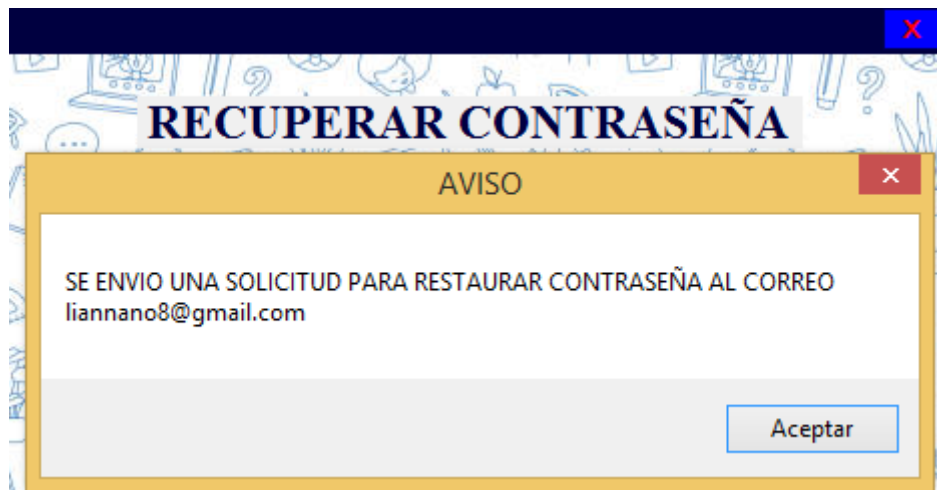 X
RECUPERAR CONTRASEÑA
AVISO
SE ENVIO UNA SOLICITUD PARA RESTAURAR CONTRASEÑA AL CORREO
liannano8@gmail.com
Aceptar